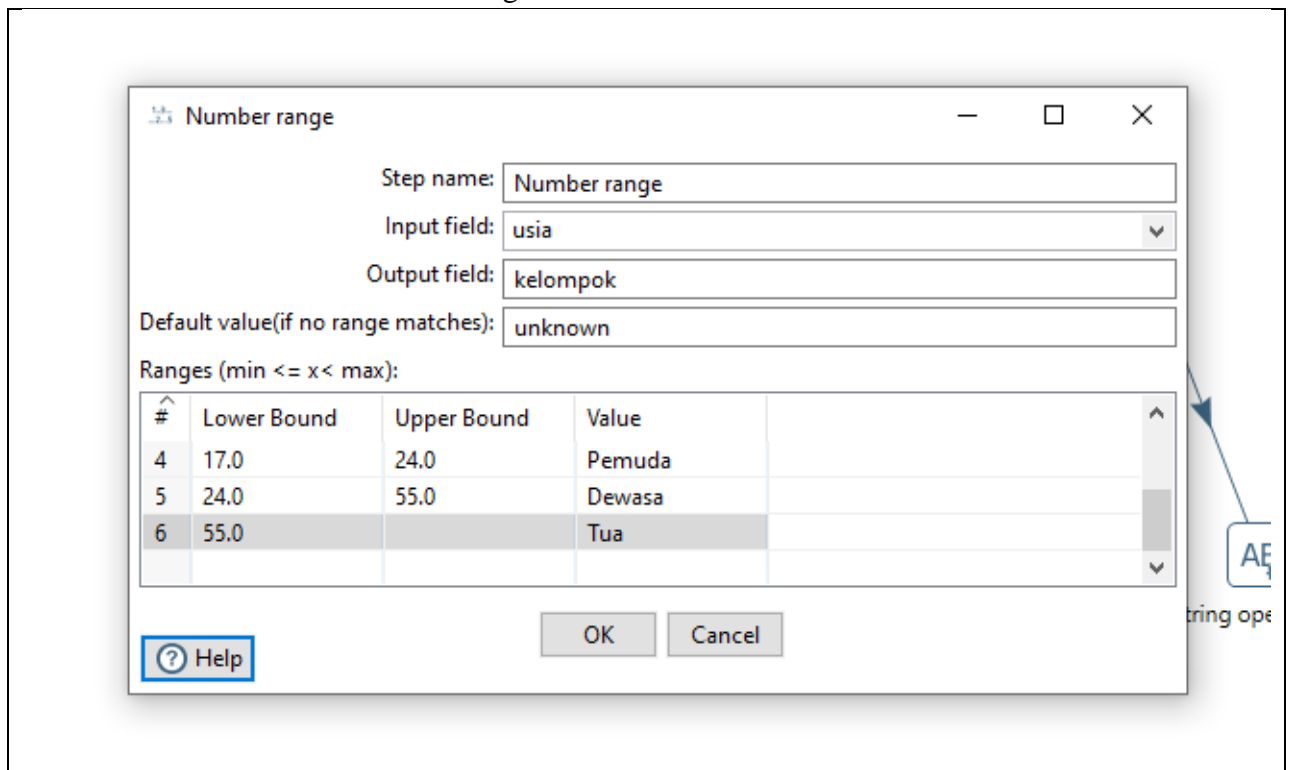 Number range
Step name: Number range
Input field: usia
Output field: kelompok
Default value(if no range matches): unknown
Ranges (min <= x< max):
# Lower Bound Upper Bound Value
4 17.0 24.0 Pemuda
5 24.0 55.0 Dewasa
6 55.0 Tua
OK Cancel
Help